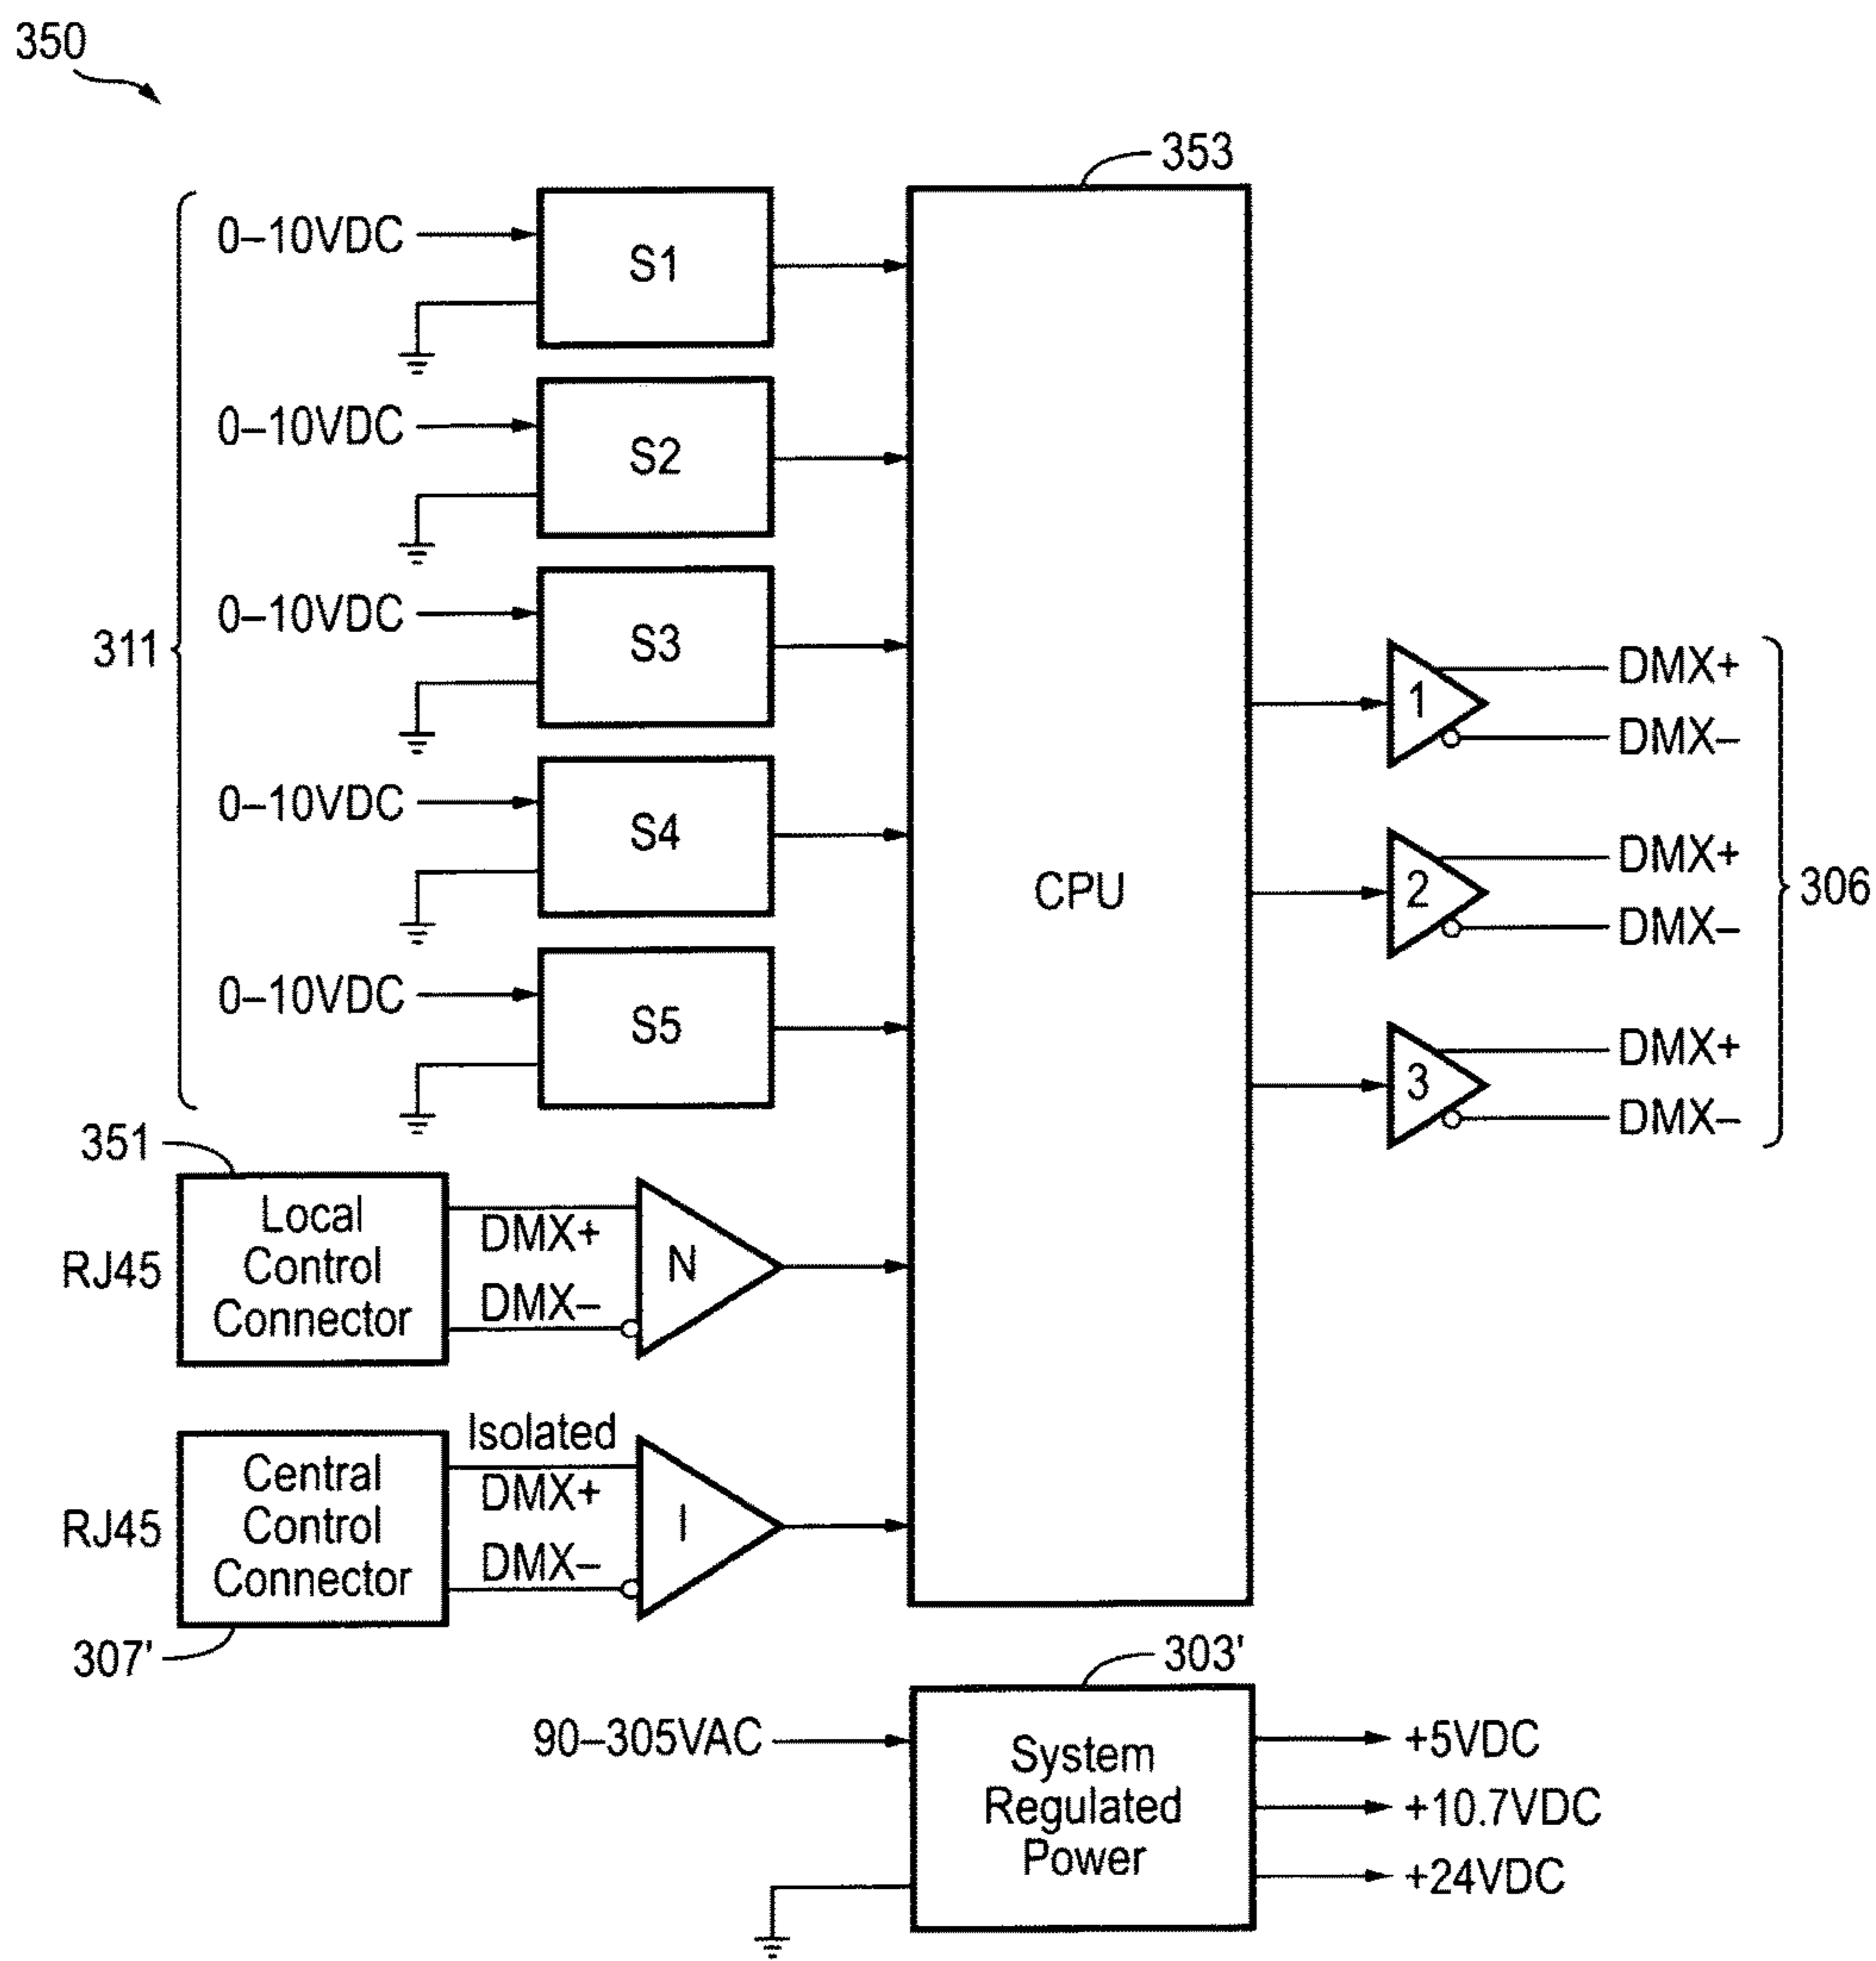 350
353
0–10VDC
S1
0–10VDC
S2
0–10VDC
S3
311
0–10VDC
S4
0–10VDC
S5
CPU
1
DMX+
DMX–
2
DMX+
DMX–
306
3
DMX+
DMX–
351
RJ45
Local
Control
Connector
DMX+
DMX–
N
RJ45
Central
Control
Connector
Isolated
DMX+
DMX–
I
307'
303'
90–305VAC
System
Regulated
Power
+5VDC
+10.7VDC
+24VDC